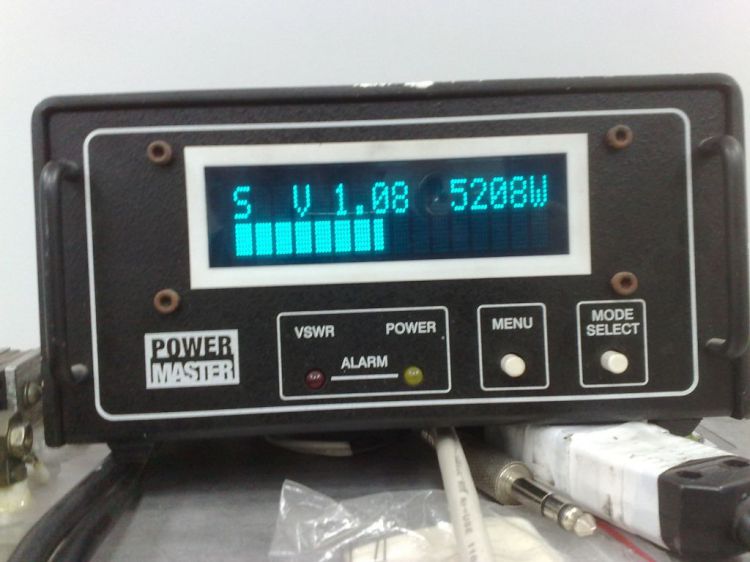 S V 1.08 5208W
VSWR POWER
ALARM
MENU
MODE
SELECT
POWER
MASTER